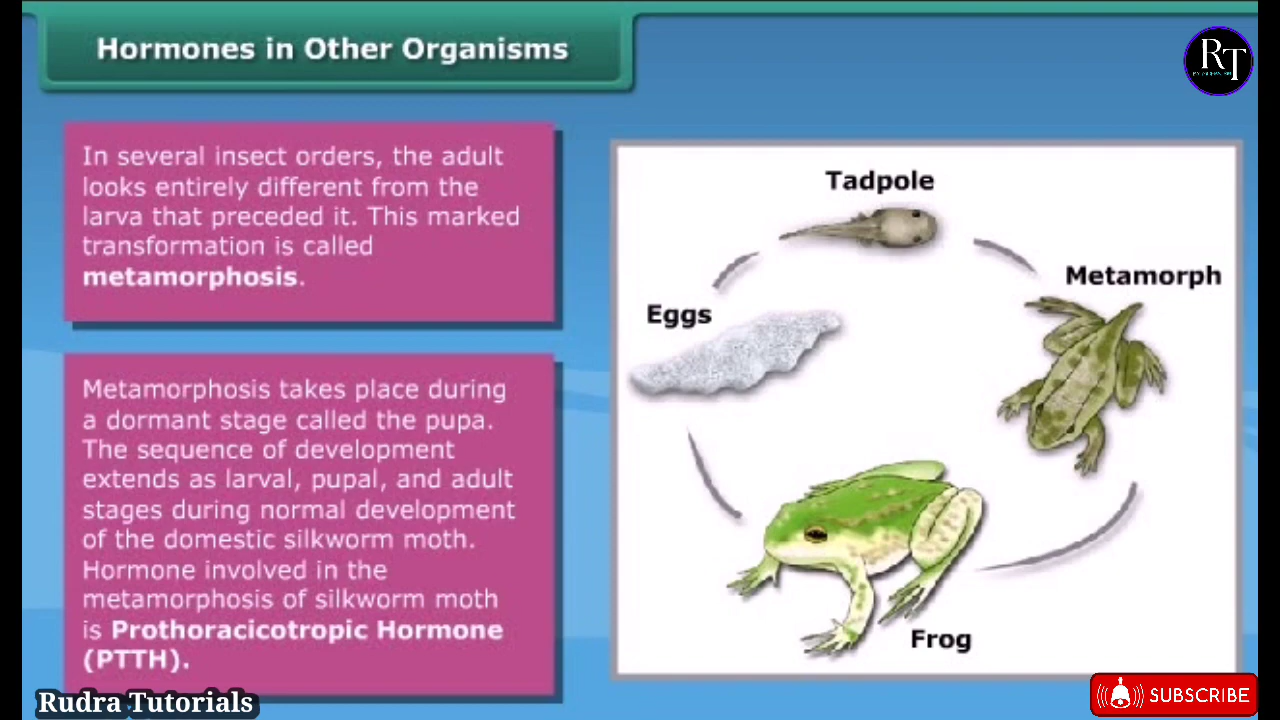 Hormones in Other Organisms
RT
In several insect orders, the adult
looks entirely different from the
larva that preceded it. This marked
transformation is called
metamorphosis.
Metamorphosis takes place during
a dormant stage called the pupa.
The sequence of development
extends as larval, pupal, and adult
stages during normal development
of the domestic silkworm moth.
Hormone involved in the
metamorphosis of silkworm moth
is Prothoracicotropic Hormone
(PTTH).
Tadpole
Metamorph
Eggs
Frog
Rudra Tutorials
SUBSCRIBE